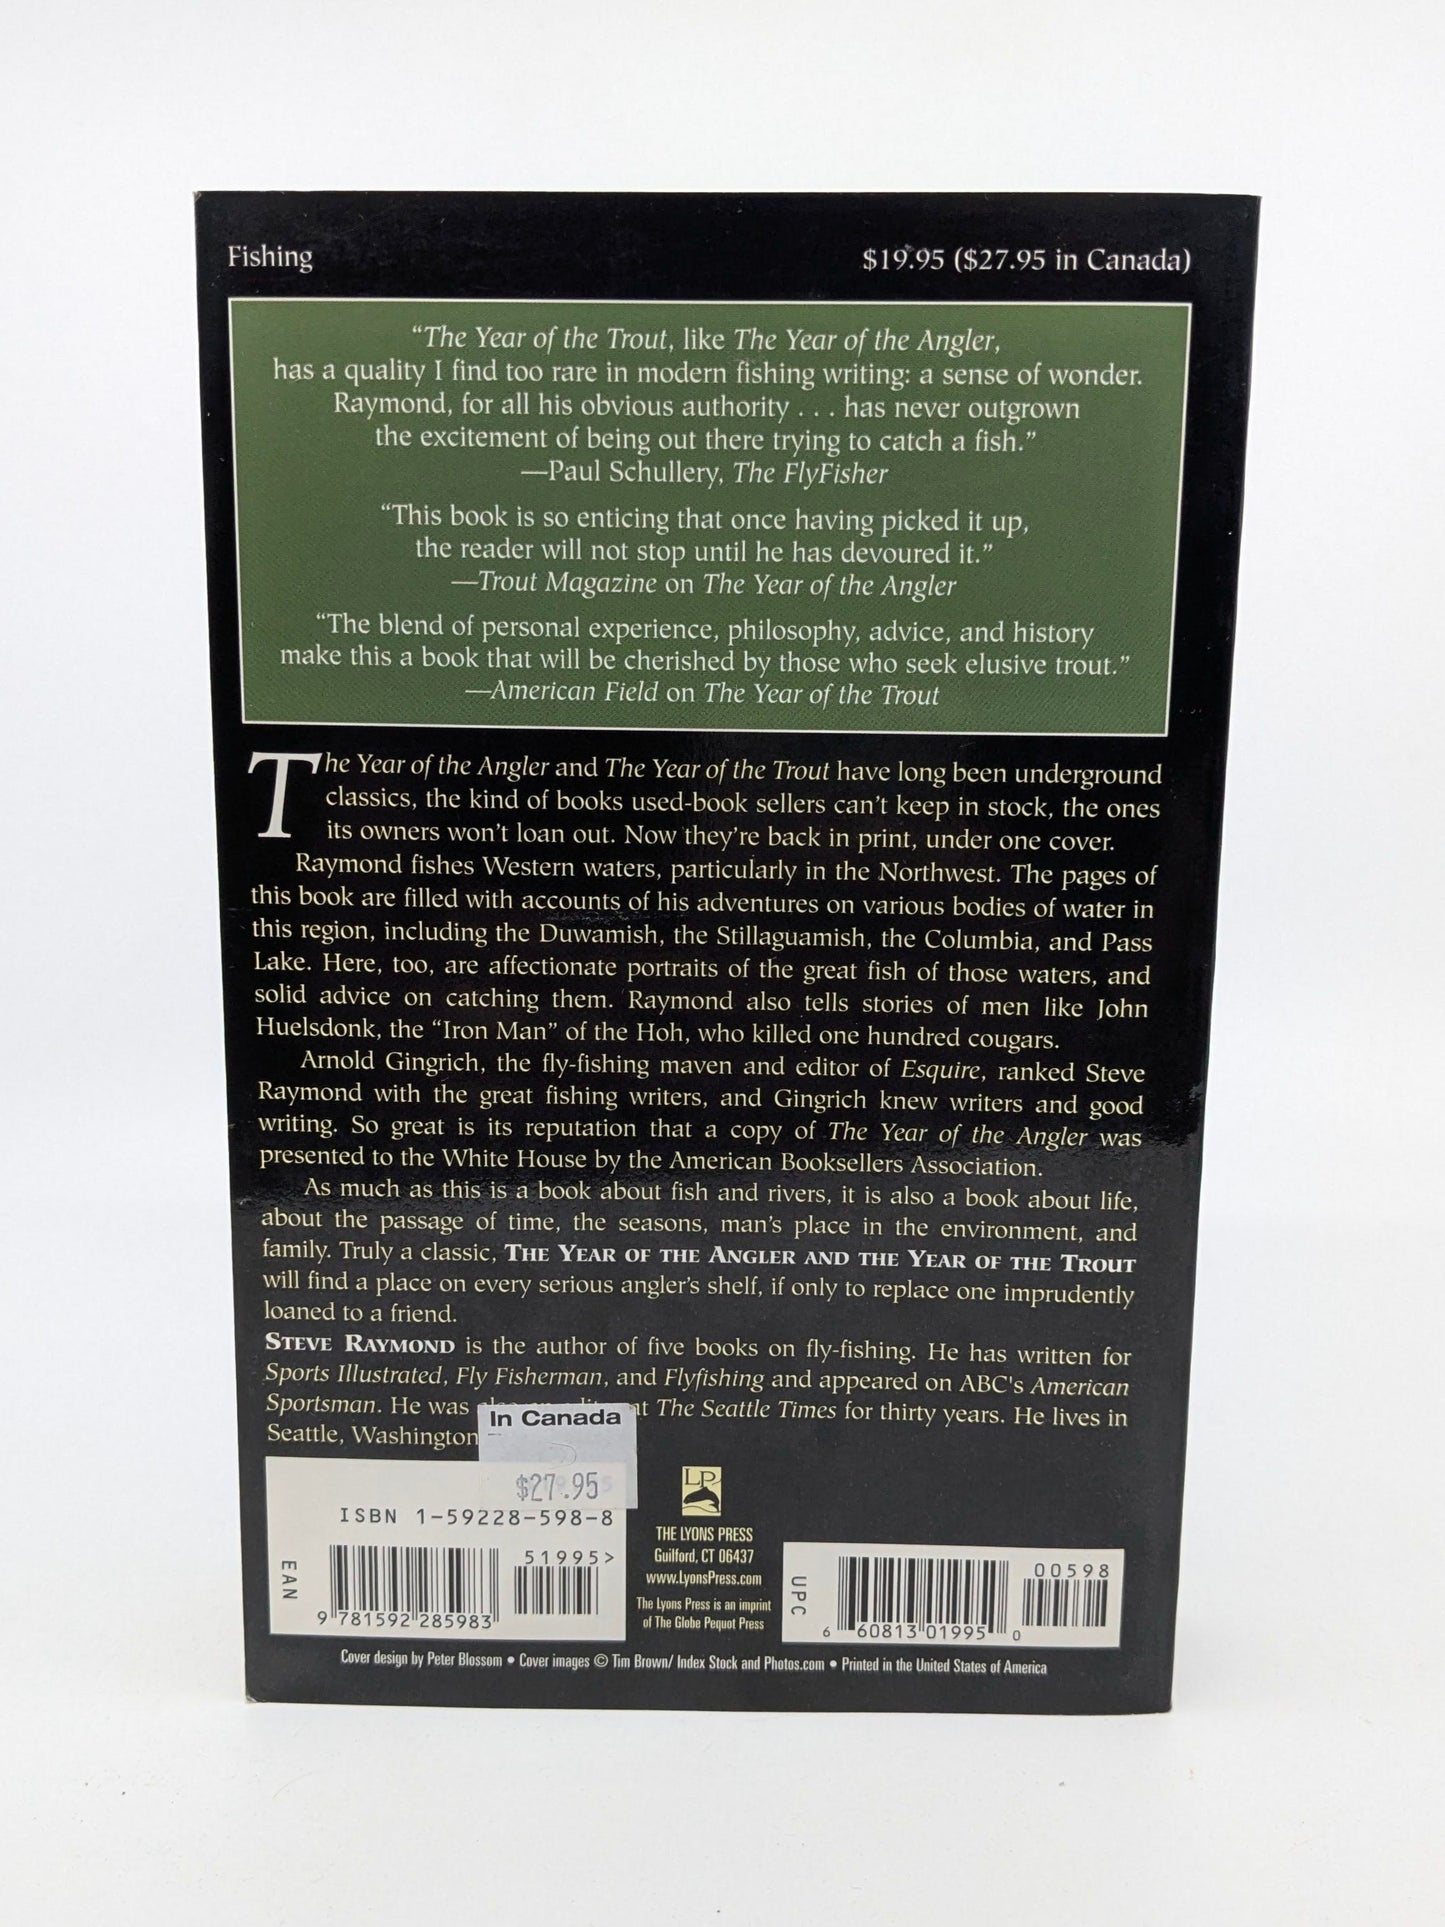 Fishing
$19.95 ($27.95 in Canada)
“The Year of the Trout, like The Year of the Angler,
has a quality I find too rare in modern fishing writing: a sense of wonder.
Raymond, for all his obvious authority . . . has never outgrown
the excitement of being out there trying to catch a fish.”
—Paul Schullery, The FlyFisher
“This book is so enticing that once having picked it up,
the reader will not stop until he has devoured it.”
—Trout Magazine on The Year of the Angler
“The blend of personal experience, philosophy, advice, and history
make this a book that will be cherished by those who seek elusive trout.”
—American Field on The Year of the Trout
The Year of the Angler and The Year of the Trout have long been underground
classics, the kind of books used-book sellers can’t keep in stock, the ones
its owners won’t loan out. Now they’re back in print, under one cover.
Raymond fishes Western waters, particularly in the Northwest. The pages of
this book are filled with accounts of his adventures on various bodies of water in
this region, including the Duwamish, the Stillaguamish, the Columbia, and Pass
Lake. Here, too, are affectionate portraits of the great fish of those waters, and
solid advice on catching them. Raymond also tells stories of men like John
Huelsdonk, the “Iron Man” of the Hoh, who killed one hundred cougars.
Arnold Gingrich, the fly-fishing maven and editor of Esquire, ranked Steve
Raymond with the great fishing writers, and Gingrich knew writers and good
writing. So great is its reputation that a copy of The Year of the Angler was
presented to the White House by the American Booksellers Association.
As much as this is a book about fish and rivers, it is also a book about life,
about the passage of time, the seasons, man’s place in the environment, and
family. Truly a classic, THE YEAR OF THE ANGLER AND THE YEAR OF THE TROUT
will find a place on every serious angler’s shelf, if only to replace one imprudently
loaned to a friend.
STEVE RAYMOND is the author of five books on fly-fishing. He has written for
Sports Illustrated, Fly Fisherman, and Flyfishing and appeared on ABC's American
Sportsman. He was at The Seattle Times for thirty years. He lives in
Seattle, Washington
In Canada
$27.95
ISBN 1-59228-598-8
EAN
51995>
9 781592 285983
LP
THE LYONS PRESS
Guilford, CT 06437
www.LyonsPress.com
The Lyons Press is an imprint
of The Globe Pequot Press
UPC
00598
6 60813 01995 0
Cover design by Peter Blossom • Cover images © Tim Brown/ Index Stock and Photos.com • Printed in the United States of America